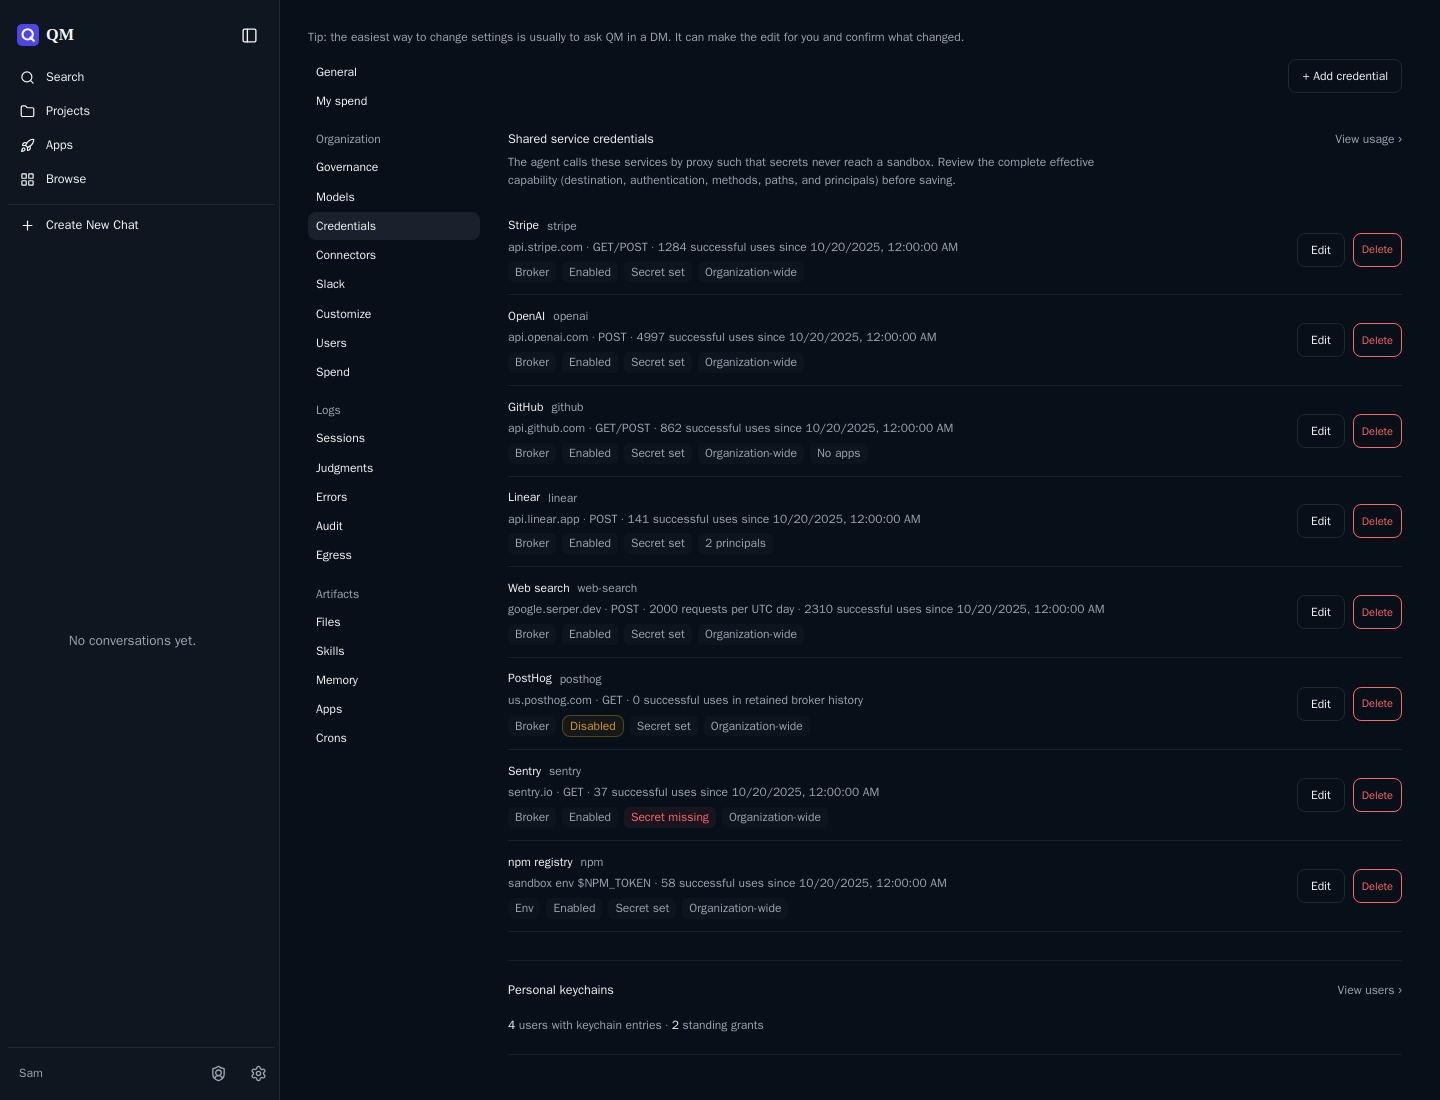 QM
Search
Projects
Apps
Browse
Create New Chat
No conversations yet.
Sam
Tip: the easiest way to change settings is usually to ask QM in a DM. It can make the edit for you and confirm what changed.
General
My spend
Organization
Governance
Models
Credentials
Connectors
Slack
Customize
Users
Spend
Logs
Sessions
Judgments
Errors
Audit
Egress
Artifacts
Files
Skills
Memory
Apps
Crons
+ Add credential
Shared service credentials
View usage ›
The agent calls these services by proxy such that secrets never reach a sandbox. Review the complete effective
capability (destination, authentication, methods, paths, and principals) before saving.
Stripe stripe
api.stripe.com · GET/POST · 1284 successful uses since 10/20/2025, 12:00:00 AM
Broker Enabled Secret set Organization-wide
Edit Delete
OpenAI openai
api.openai.com · POST · 4997 successful uses since 10/20/2025, 12:00:00 AM
Broker Enabled Secret set Organization-wide
Edit Delete
GitHub github
api.github.com · GET/POST · 862 successful uses since 10/20/2025, 12:00:00 AM
Broker Enabled Secret set Organization-wide No apps
Edit Delete
Linear linear
api.linear.app · POST · 141 successful uses since 10/20/2025, 12:00:00 AM
Broker Enabled Secret set 2 principals
Edit Delete
Web search web-search
google.serper.dev · POST · 2000 requests per UTC day · 2310 successful uses since 10/20/2025, 12:00:00 AM
Broker Enabled Secret set Organization-wide
Edit Delete
PostHog posthog
us.posthog.com · GET · 0 successful uses in retained broker history
Broker Disabled Secret set Organization-wide
Edit Delete
Sentry sentry
sentry.io · GET · 37 successful uses since 10/20/2025, 12:00:00 AM
Broker Enabled Secret missing Organization-wide
Edit Delete
npm registry npm
sandbox env $NPM_TOKEN · 58 successful uses since 10/20/2025, 12:00:00 AM
Env Enabled Secret set Organization-wide
Edit Delete
Personal keychains
View users ›
4 users with keychain entries · 2 standing grants